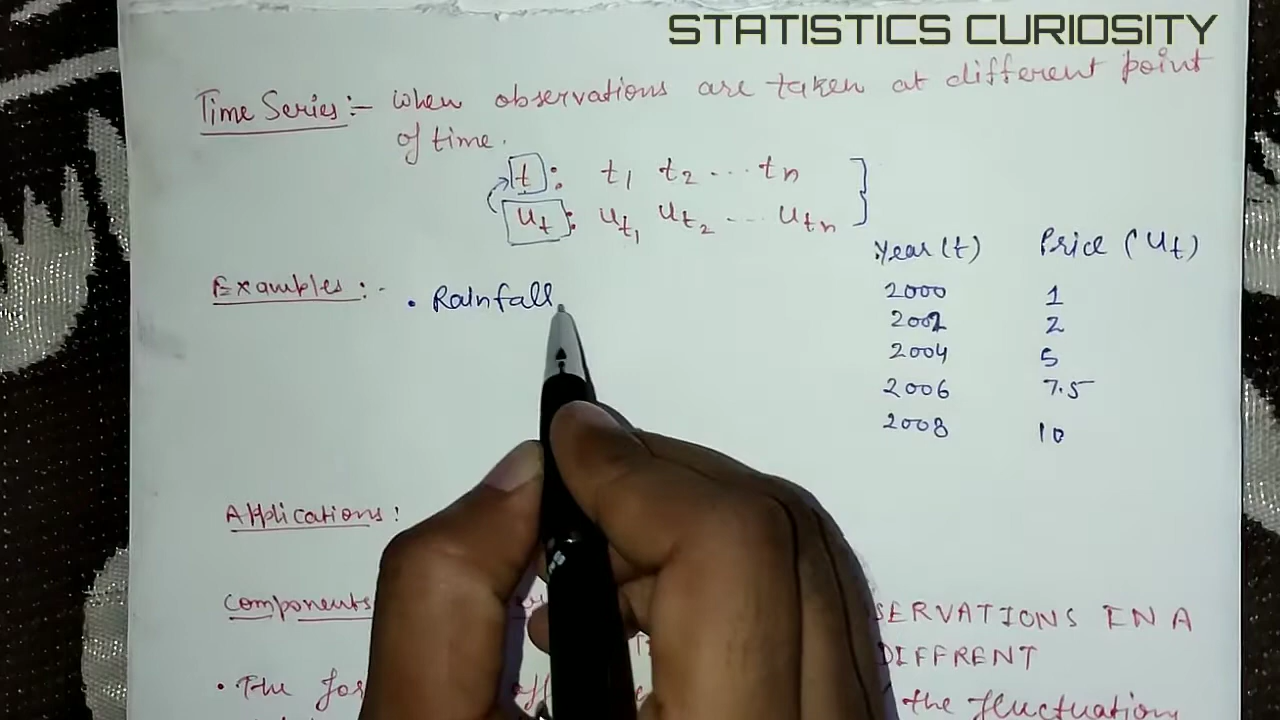 STATISTICS CURIOSITY
Time Series :- When observations are taken at different point
of time.
t : t1 t2 ... tn
ut : ut1 ut2 ... utn
Year (t) Price (ut)
Examples :- • Rainfall
2000 1
2002 2
2004 5
2006 7.5
2008 10
Applications :
Components
SERVATIONS IN A
DIFFRENT
• The the fluctuation